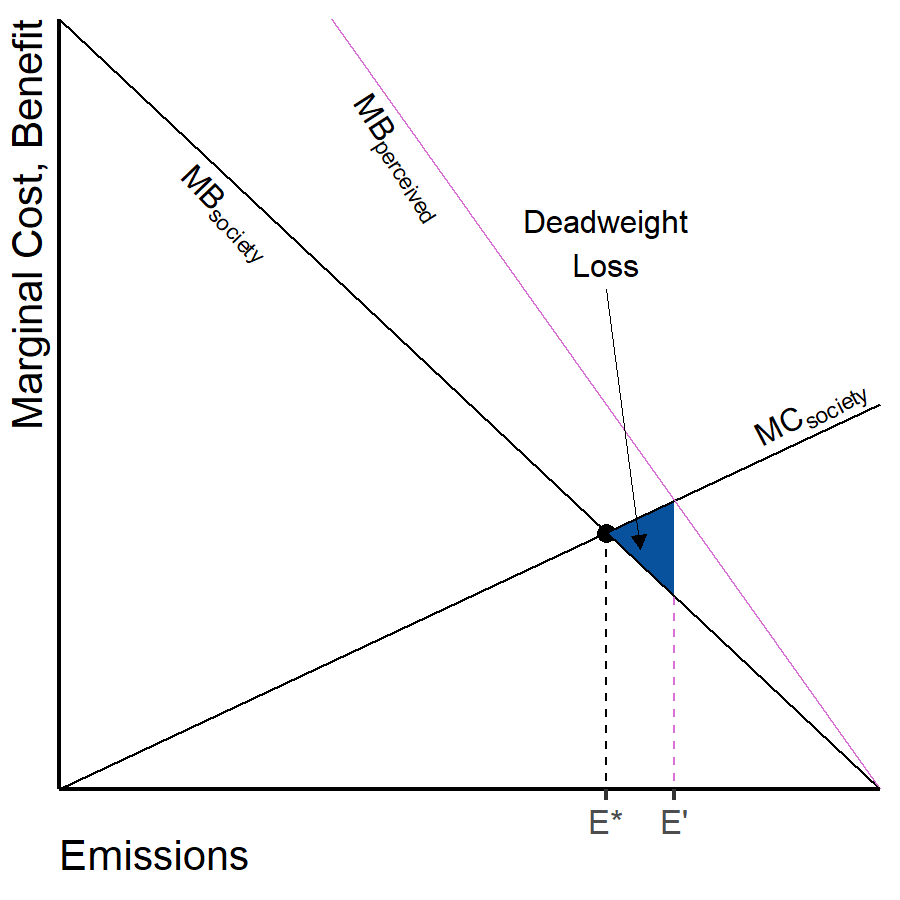 Marginal Cost, Benefit
MBsociety
MBperceived
Deadweight
Loss
MCsociety
E*
E'
Emissions